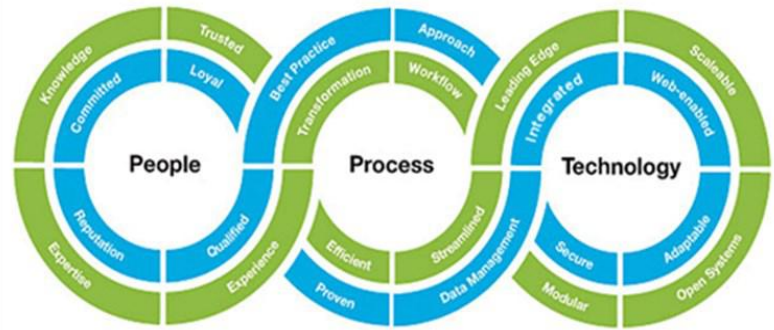 Knowledge
Trusted
Committed
Loyal
People
Reputation
Qualified
Expertise
Experience
Best Practice
Approach
Transformation
Workflow
Process
Efficient
Streamlined
Proven
Data Management
Leading Edge
Scaleable
Integrated
Web-enabled
Technology
Secure
Adaptable
Modular
Open Systems